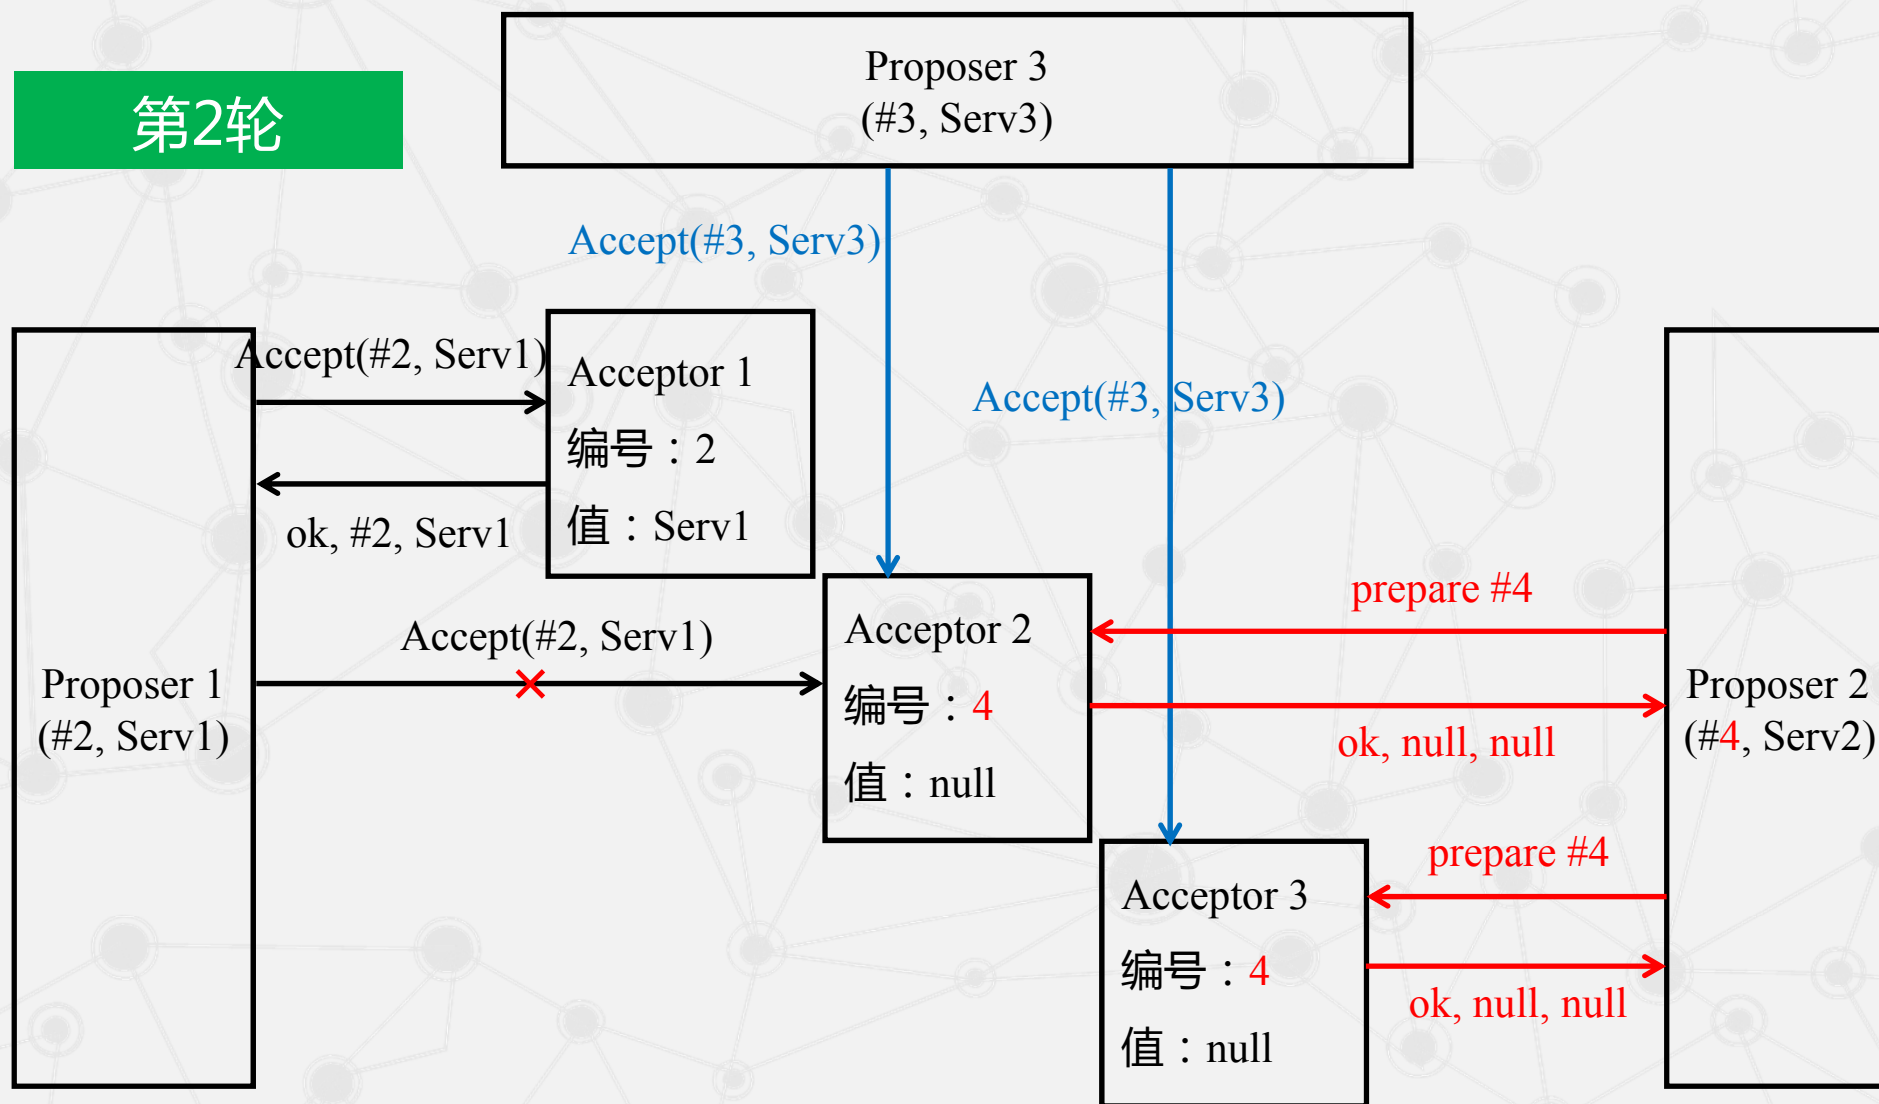 第2轮
Proposer 3
(#3, Serv3)
Accept(#3, Serv3)
Accept(#3, Serv3)
Accept(#2, Serv1)
ok, #2, Serv1
Acceptor 1
编号：2
值：Serv1
Accept(#2, Serv1)
Proposer 1
(#2, Serv1)
Acceptor 2
编号：4
值：null
prepare #4
ok, null, null
Proposer 2
(#4, Serv2)
Acceptor 3
编号：4
值：null
prepare #4
ok, null, null